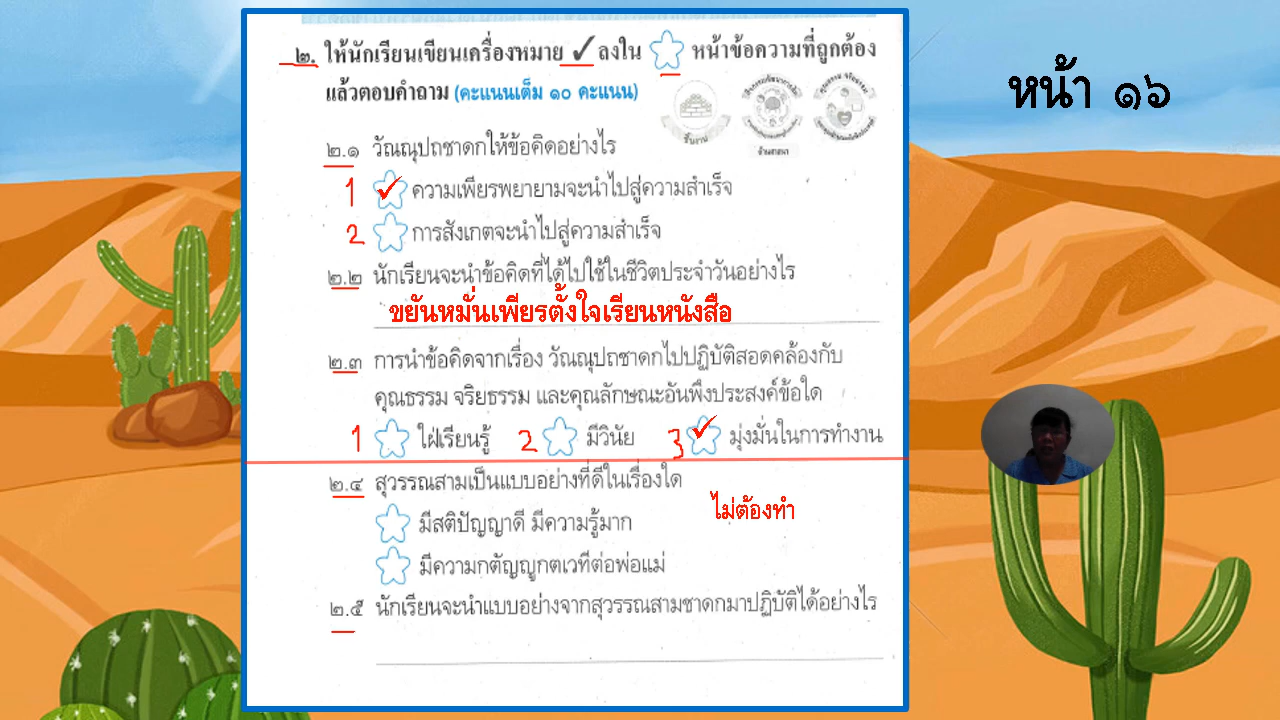 ๒. ให้นักเรียนเขียนเครื่องหมาย ✓ ลงใน หน้าข้อความที่ถูกต้อง
แล้วตอบคำถาม (คะแนนเต็ม ๑๐ คะแนน)
หน้า ๑๖
ชิ้นงาน
ด้านศาสนา
๒.๑ วัณณุปถชาดกให้ข้อคิดอย่างไร
1 ✓ ความเพียรพยายามจะนำไปสู่ความสำเร็จ
2 การสังเกตจะนำไปสู่ความสำเร็จ
๒.๒ นักเรียนจะนำข้อคิดที่ได้ไปใช้ในชีวิตประจำวันอย่างไร
ขยันหมั่นเพียรตั้งใจเรียนหนังสือ
๒.๓ การนำข้อคิดจากเรื่อง วัณณุปถชาดกไปปฏิบัติสอดคล้องกับ
คุณธรรม จริยธรรม และคุณลักษณะอันพึงประสงค์ข้อใด
1 ใฝ่เรียนรู้ 2 มีวินัย 3 ✓ มุ่งมั่นในการทำงาน
๒.๔ สุวรรณสามเป็นแบบอย่างที่ดีในเรื่องใด
ไม่ต้องทำ
มีสติปัญญาดี มีความรู้มาก
มีความกตัญญูกตเวทีต่อพ่อแม่
๒.๕ นักเรียนจะนำแบบอย่างจากสุวรรณสามชาดกมาปฏิบัติได้อย่างไร